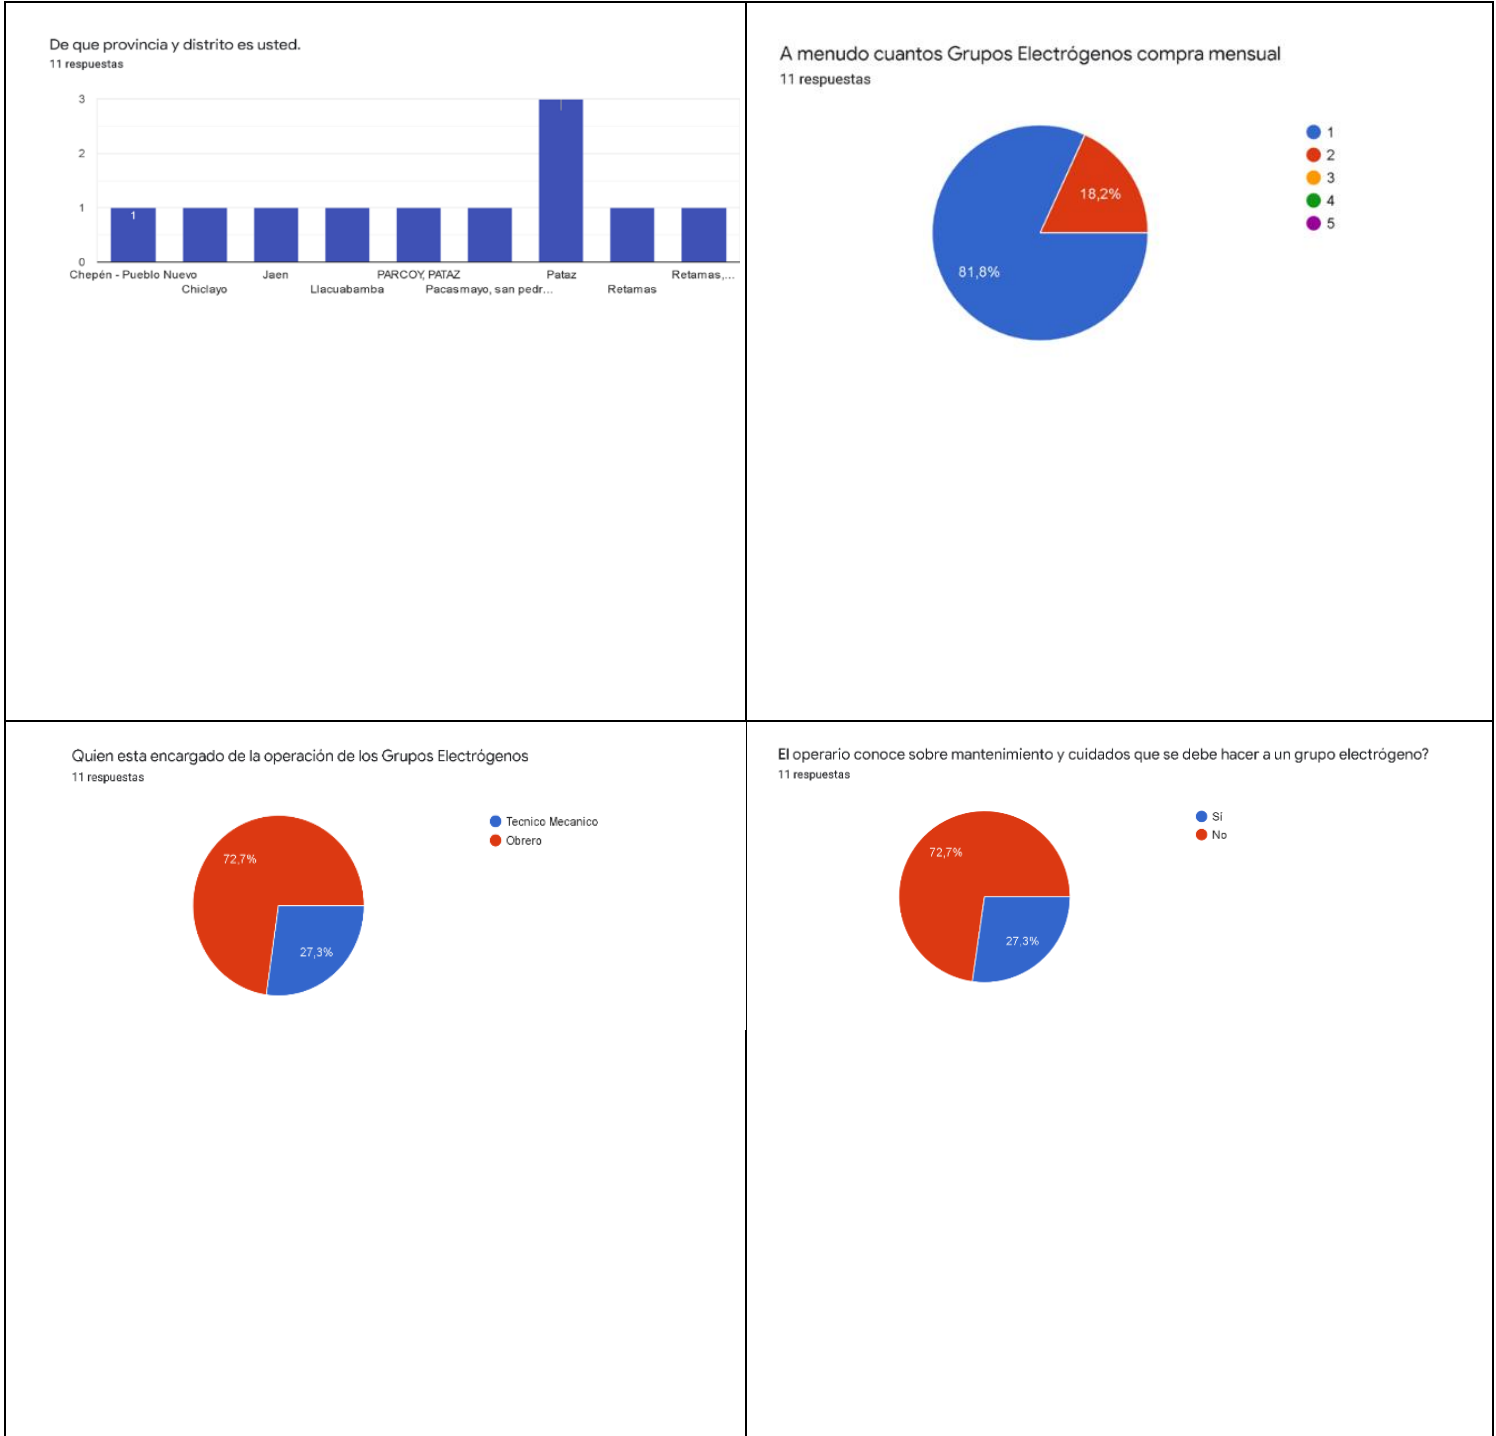 De que provincia y distrito es usted.
11 respuestas
3
2
1
0
1
Chepén - Pueblo Nuevo
Chiclayo
Jaen
Llacuabamba
PARCOY, PATAZ
Pacasmayo, san pedr...
Pataz
Retamas
Retamas,...
A menudo cuantos Grupos Electrógenos compra mensual
11 respuestas
18,2%
81,8%
1
2
3
4
5
Quien esta encargado de la operación de los Grupos Electrógenos
11 respuestas
72,7%
27,3%
Tecnico Mecanico
Obrero
El operario conoce sobre mantenimiento y cuidados que se debe hacer a un grupo electrógeno?
11 respuestas
72,7%
27,3%
Sí
No